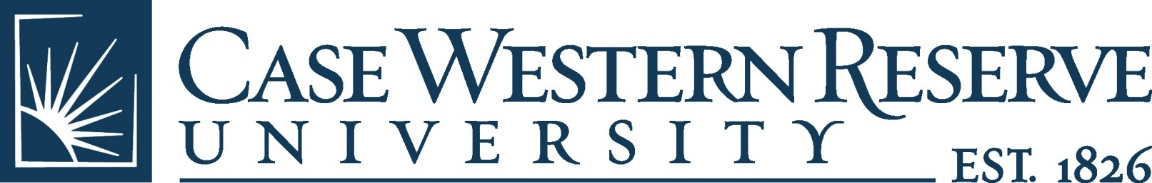 CASE WESTERN RESERVE
UNIVERSITY
EST. 1826